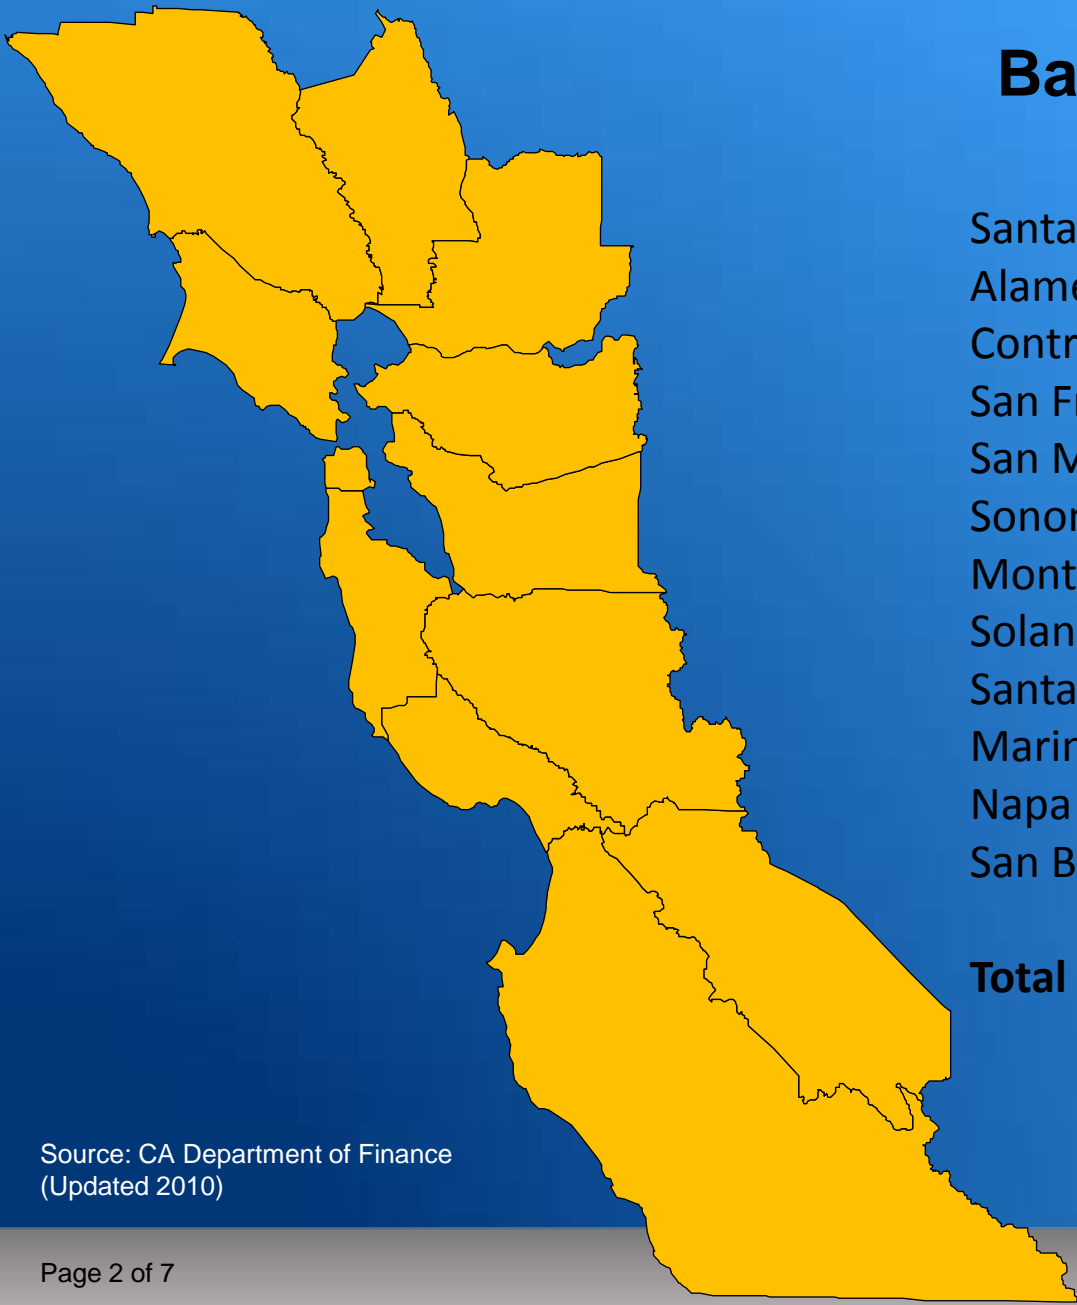 Ba
Santa
Alame
Contr
San Fr
San M
Sonor
Mont
Solan
Santa
Marin
Napa
San B
Total
Source: CA Department of Finance
(Updated 2010)
Page 2 of 7